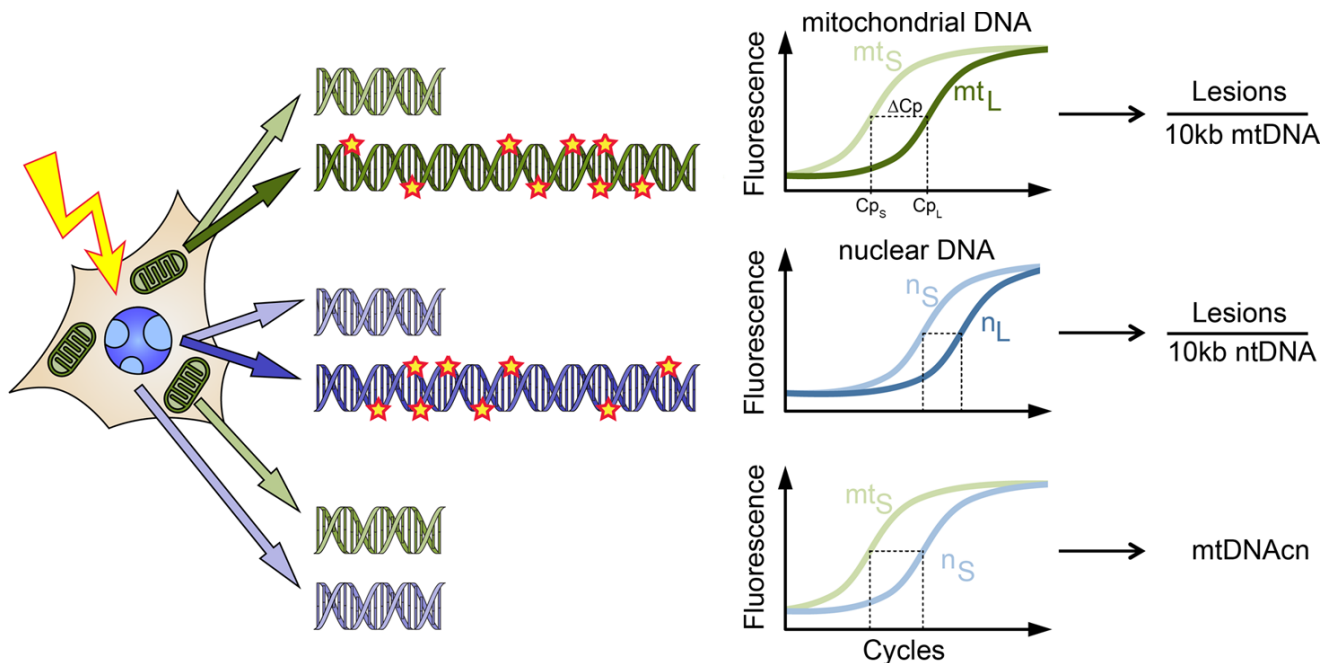 mitochondrial DNA
Fluorescence
mtS
mtL
ΔCp
CpS
CpL
Lesions
10kb mtDNA
nuclear DNA
Fluorescence
nS
nL
Lesions
10kb ntDNA
Fluorescence
mtS
nS
Cycles
mtDNAcn